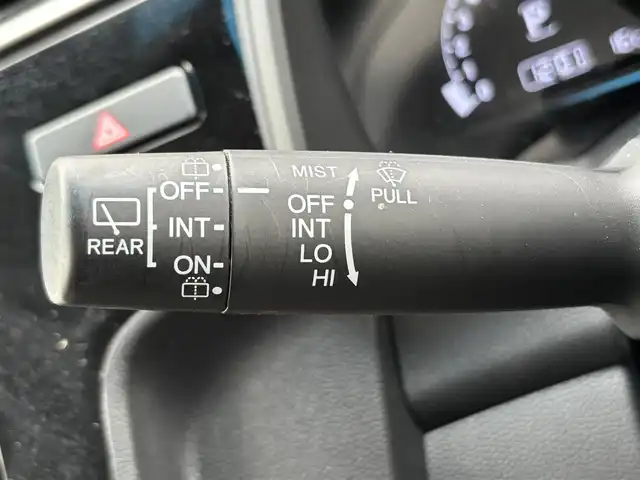 REAR
OFF
INT
ON
MIST
OFF
INT
LO
HI
PULL